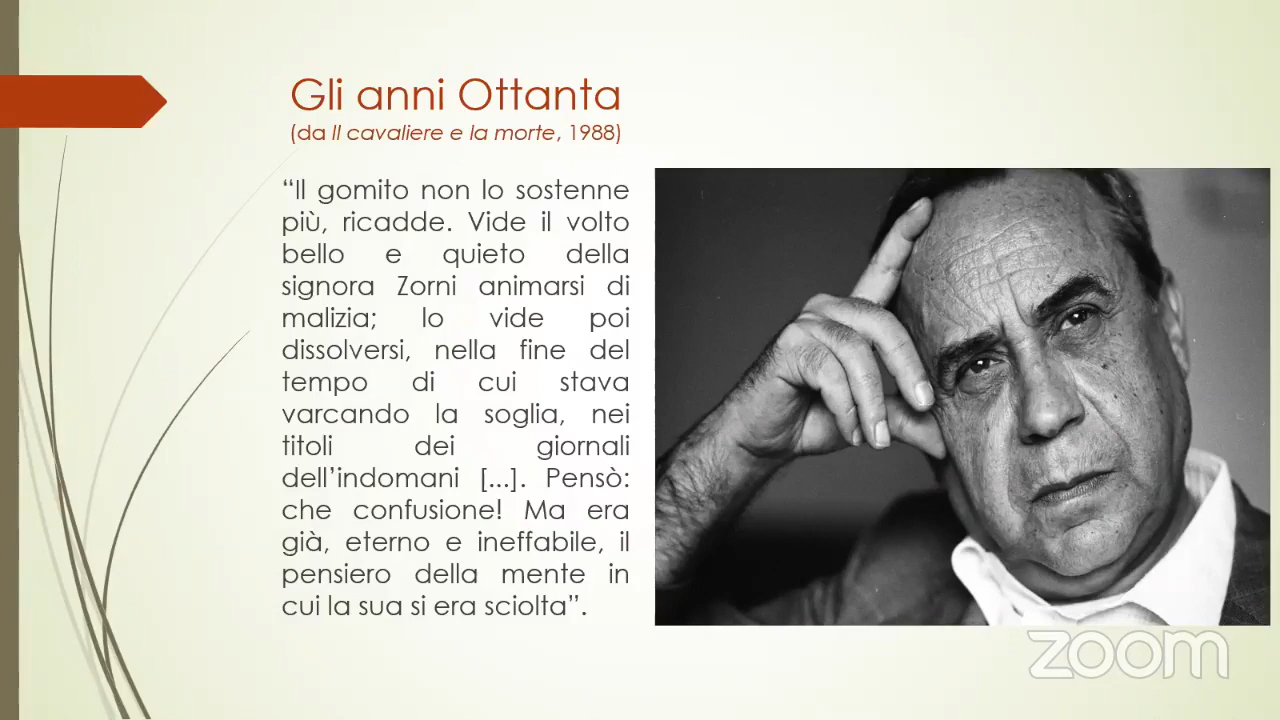 Gli anni Ottanta
(da Il cavaliere e la morte, 1988)
“Il gomito non lo sostenne
più, ricadde. Vide il volto
bello e quieto della
signora Zorni animarsi di
malizia; lo vide poi
dissolversi, nella fine del
tempo di cui stava
varcando la soglia, nei
titoli dei giornali
dell’indomani [...]. Pensò:
che confusione! Ma era
già, eterno e ineffabile, il
pensiero della mente in
cui la sua si era sciolta”.
zoom